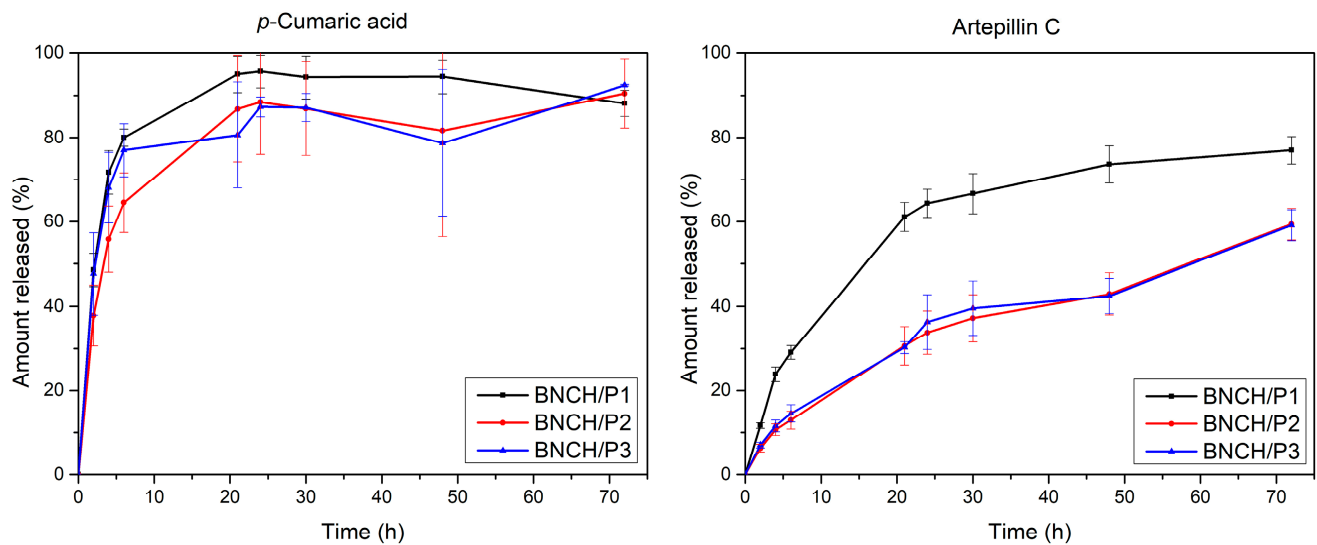 p-Cumaric acid
Amount released (%)
100
80
60
40
20
0
0 10 20 30 40 50 60 70
Time (h)
BNCH/P1
BNCH/P2
BNCH/P3
Artepillin C
Amount released (%)
100
80
60
40
20
0
0 10 20 30 40 50 60 70
Time (h)
BNCH/P1
BNCH/P2
BNCH/P3